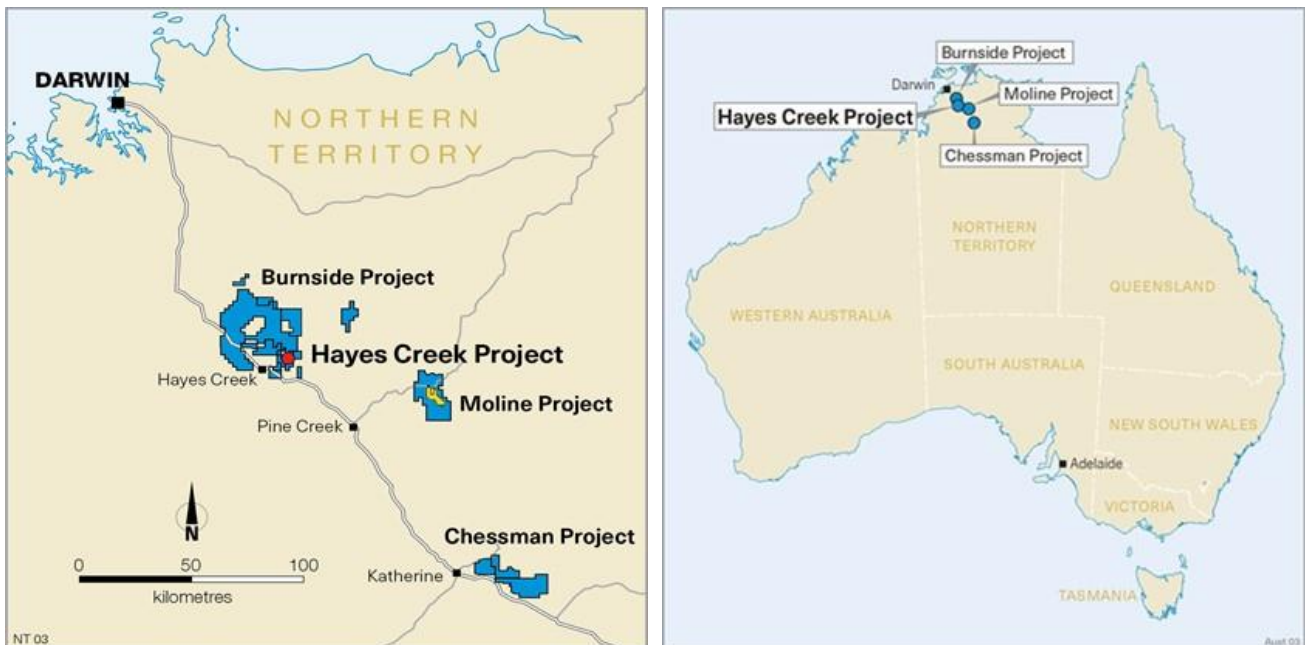 DARWIN
NORTHERN
TERRITORY
Burnside Project
Hayes Creek Project
Hayes Creek
Moline Project
Pine Creek
N
Chessman Project
0 50 100
kilometres
Katherine
NT 03
Burnside Project
Darwin
Moline Project
Hayes Creek Project
Chessman Project
NORTHERN
TERRITORY
QUEENSLAND
WESTERN AUSTRALIA
SOUTH AUSTRALIA
NEW SOUTH WALES
Adelaide
VICTORIA
TASMANIA
Aust 03